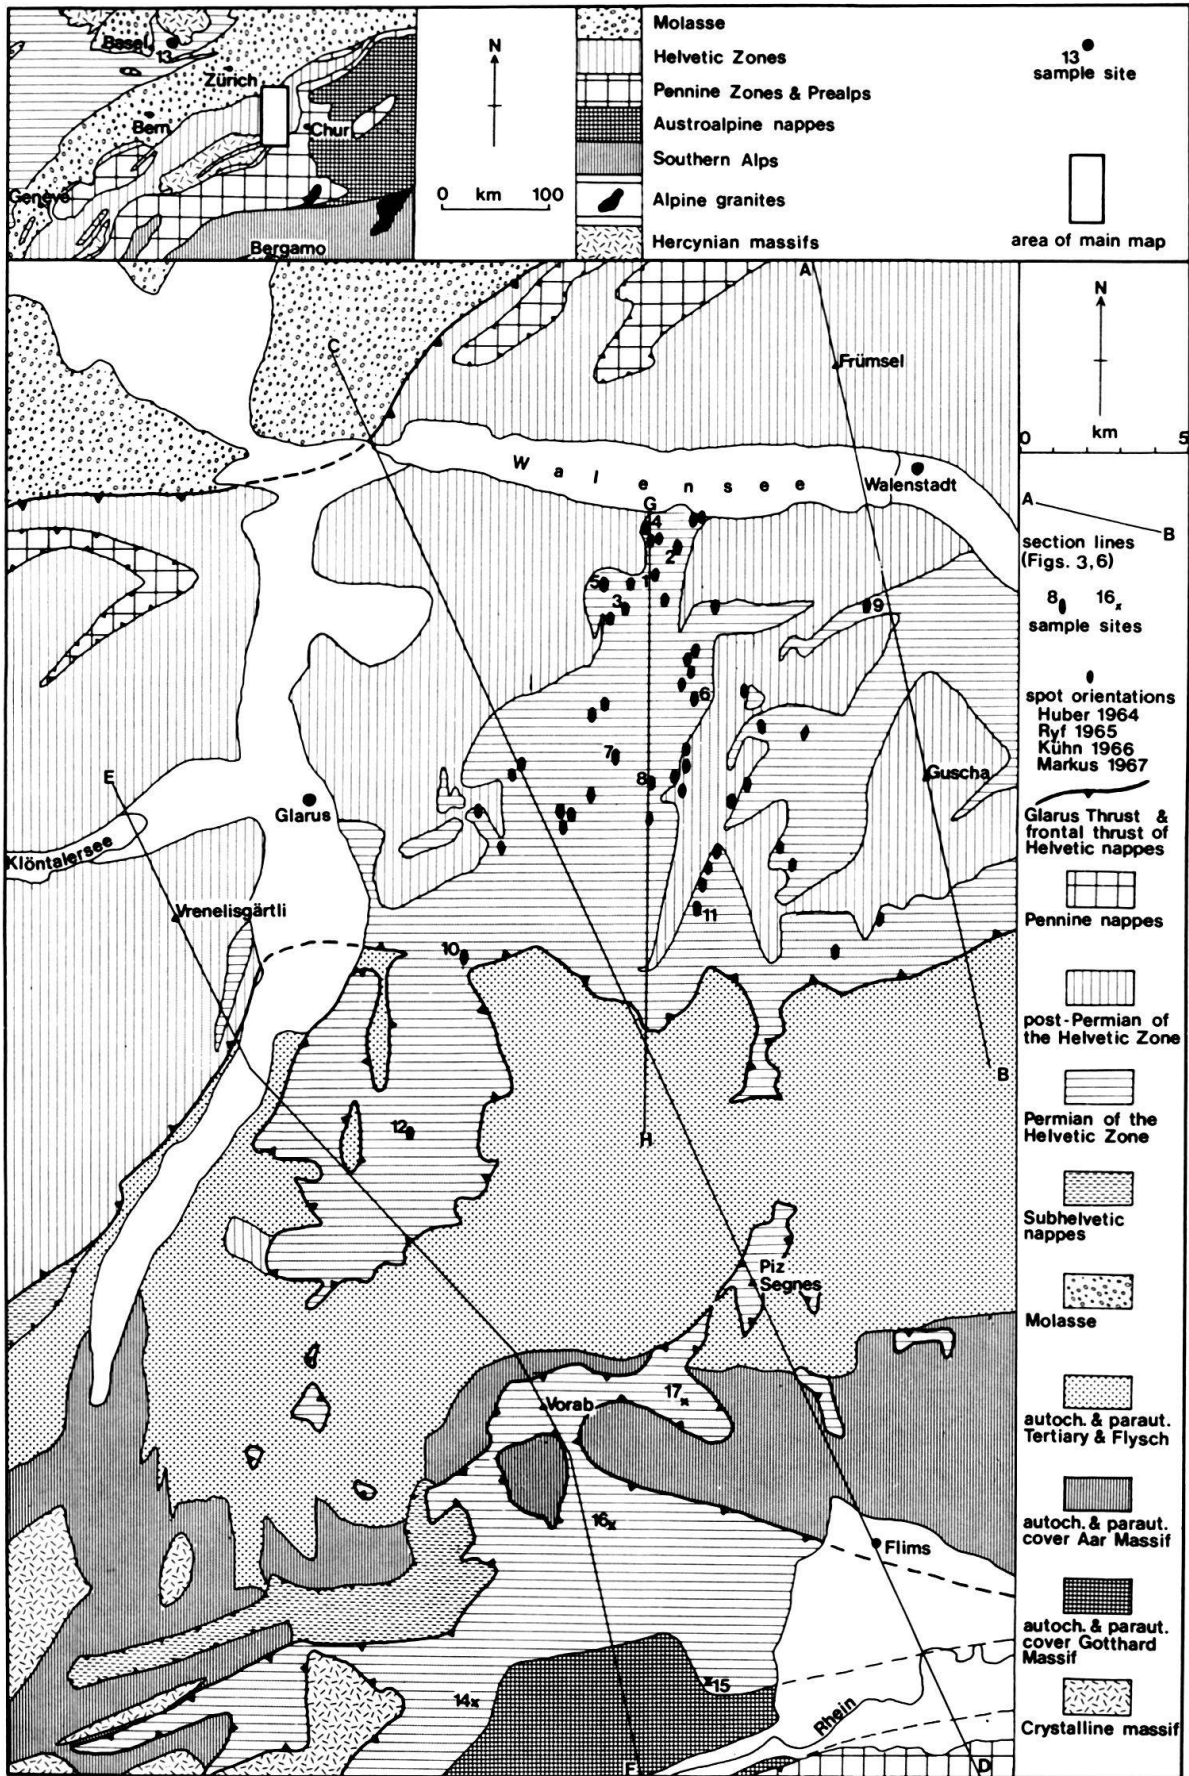 Basel
13
Zürich
Bern
Chur
Genève
Bergamo
N
0 km 100
Molasse
Helvetic Zones
Pennine Zones & Prealps
Austroalpine nappes
Southern Alps
Alpine granites
Hercynian massifs
13
sample site
area of main map
A
C
Frümsel
Walensee
Walenstadt
G
4
2
1
5
3
9
6
7
8
E
Guscha
Glarus
Klöntalersee
Vrenelisgärtli
11
10
B
12
H
Piz
Segnes
17
Vorab
16
Flims
15
14
Rhein
F
D
N
km
0 5
A
B
section lines
(Figs. 3,6)
8 16
sample sites
spot orientations
Huber 1964
Ryf 1965
Kühn 1966
Markus 1967
Glarus Thrust &
frontal thrust of
Helvetic nappes
Pennine nappes
post-Permian of
the Helvetic Zone
Permian of the
Helvetic Zone
Subhelvetic
nappes
Molasse
autoch. & paraut.
Tertiary & Flysch
autoch. & paraut.
cover Aar Massif
autoch. & paraut.
cover Gotthard
Massif
Crystalline massif